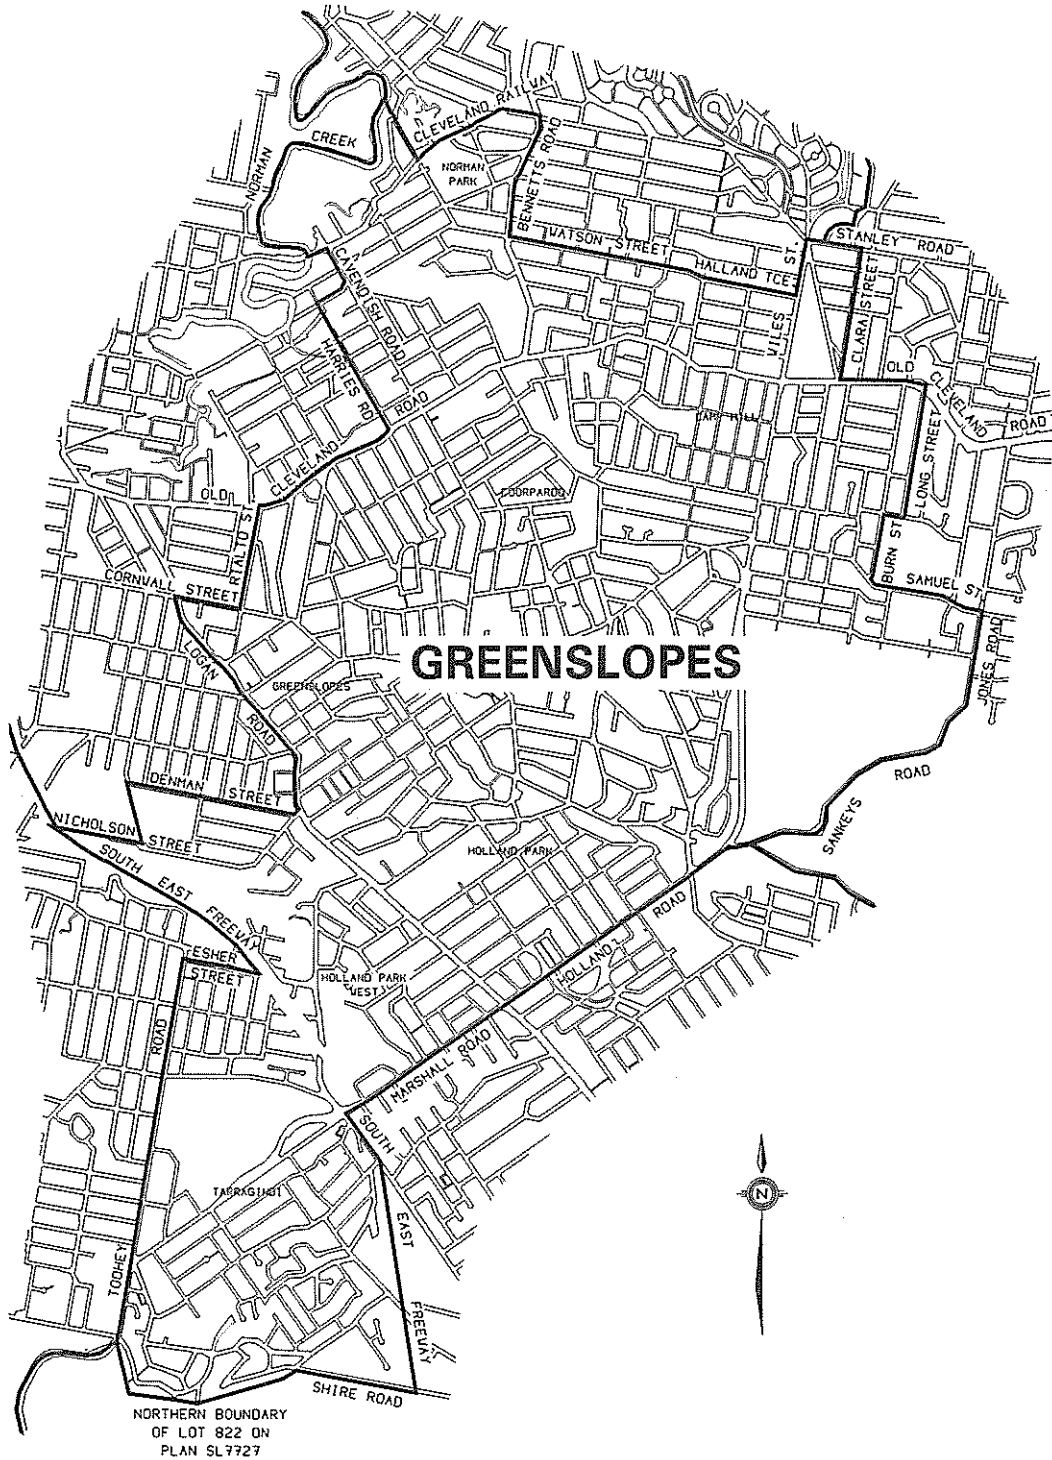 CLEVELAND RAILWAY
CREEK
NORMAN
NORMAN
PARK
BENNETTS ROAD
WATSON STREET
HALLAND TCE
ST.
WILES
STANLEY ROAD
CLARA STREET
OLD
CLEVELAND
ROAD
CAVENDISH ROAD
HARRIES RD
ROAD
CLEVELAND
OLD
LONG STREET
COORPAROO
RIALTO ST.
CORNWALL STREET
BURN ST
SAMUEL ST
JONES ROAD
LOGAN
ROAD
GREENSLOPES
GREENSLOPES
DENMAN STREET
NICHOLSON STREET
ROAD
SANKEYS
HOLLAND PARK
SOUTH EAST FREEWAY
ESHER
STREET
HOLLAND PARK
WEST
ROAD
HOLLAND
MARSHALL ROAD
ROAD
SOUTH
EAST
FREEWAY
TARRAGINDI
TOOHEY
N
SHIRE ROAD
NORTHERN BOUNDARY
OF LOT 822 ON
PLAN SL7727